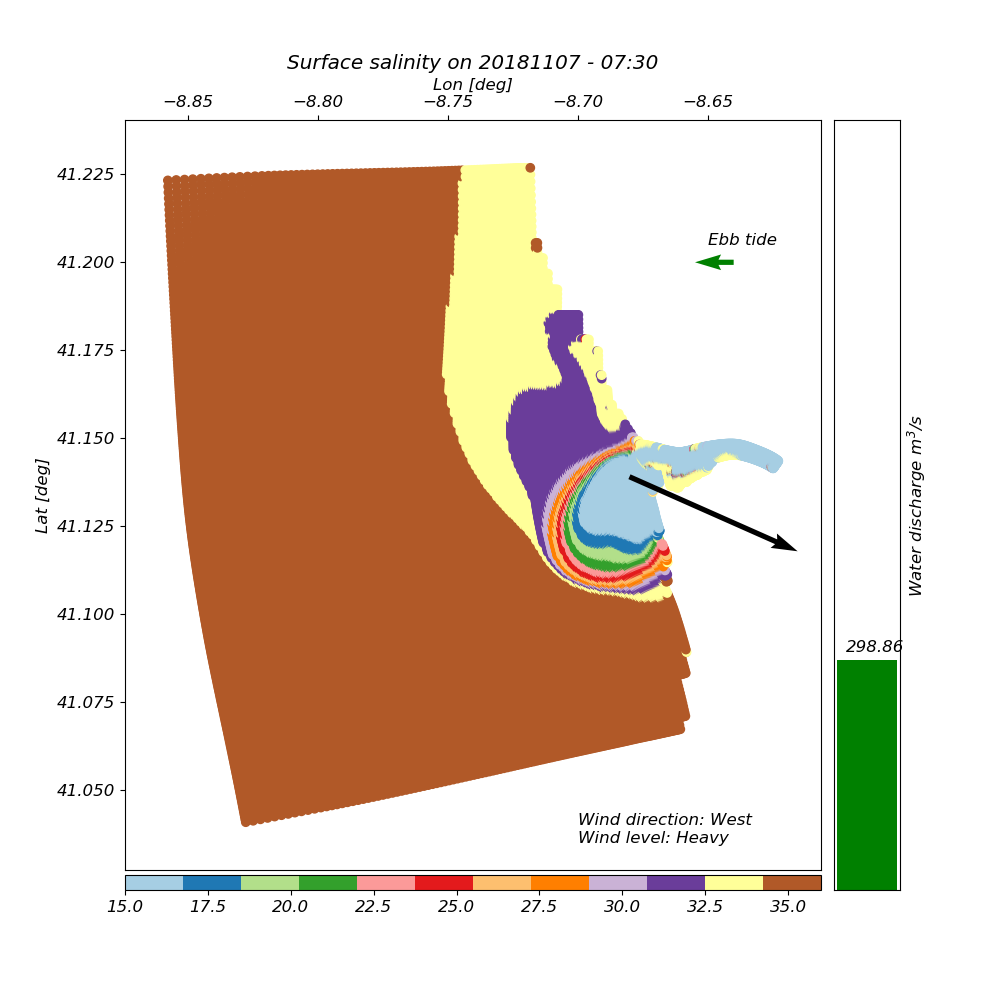 Surface salinity on 20181107 - 07:30
Lon [deg]
−8.85 −8.80 −8.75 −8.70 −8.65
41.225
41.200
41.175
41.150
41.125
41.100
41.075
41.050
Lat [deg]
Ebb tide
Water discharge m³/s
298.86
Wind direction: West
Wind level: Heavy
15.0 17.5 20.0 22.5 25.0 27.5 30.0 32.5 35.0